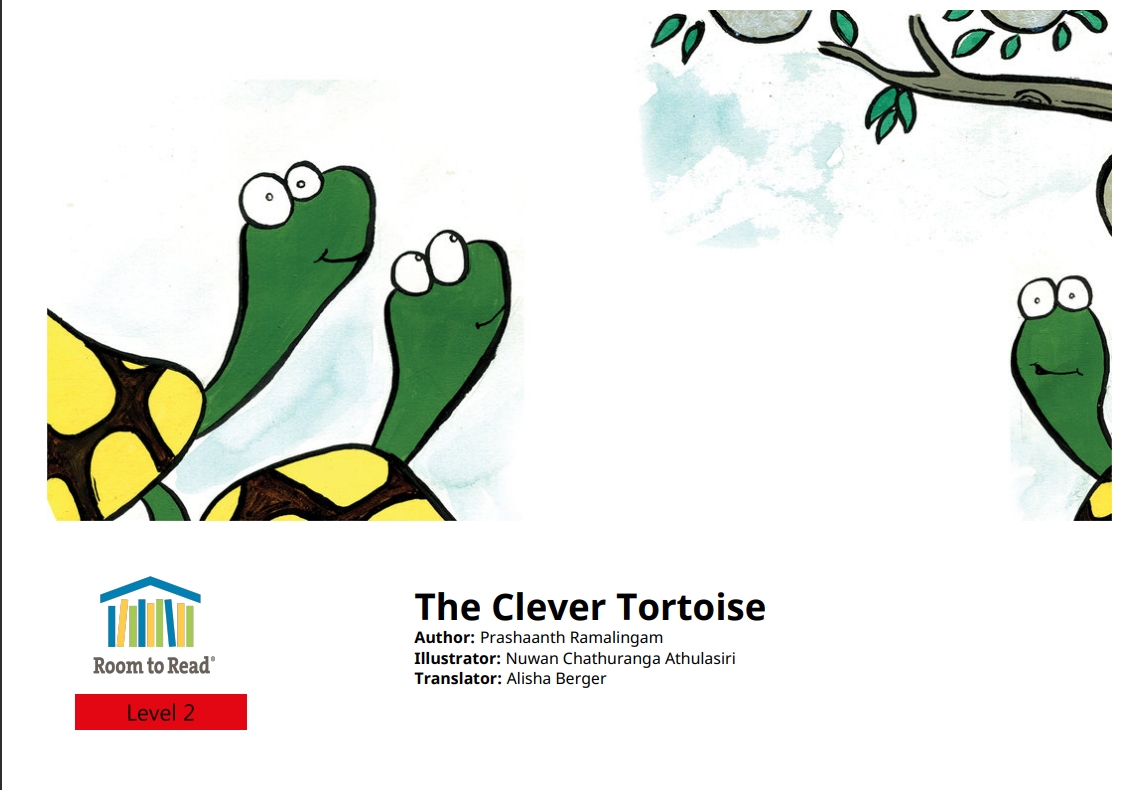 Room to Read®
Level 2
The Clever Tortoise
Author: Prashaanth Ramalingam
Illustrator: Nuwan Chathuranga Athulasiri
Translator: Alisha Berger